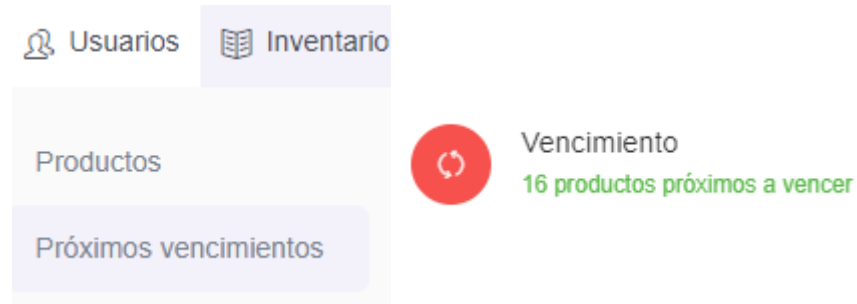 Usuarios
Inventario
Productos
Próximos vencimientos
Vencimiento
16 productos próximos a vencer